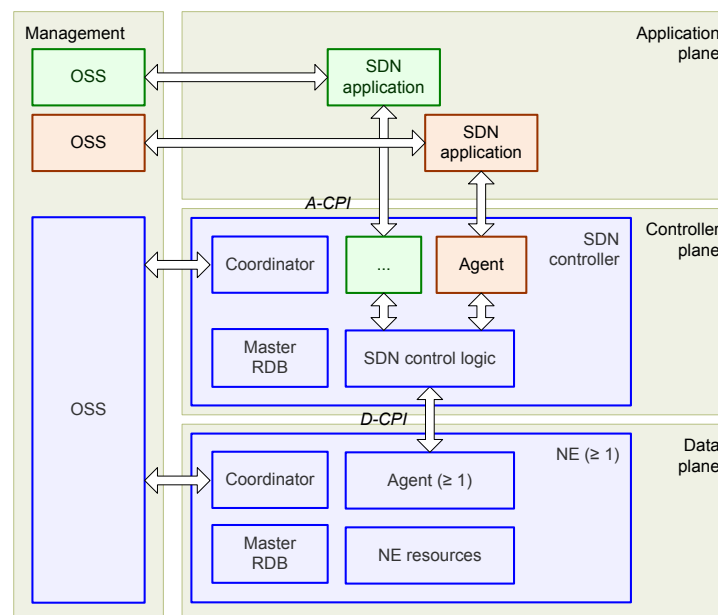 Management
Application
plane
OSS
SDN
application
OSS
SDN
application
A-CPI
Controller
plane
SDN
controller
Coordinator
...
Agent
Master
RDB
SDN control logic
OSS
D-CPI
Data
plane
NE (≥ 1)
Coordinator
Agent (≥ 1)
Master
RDB
NE resources